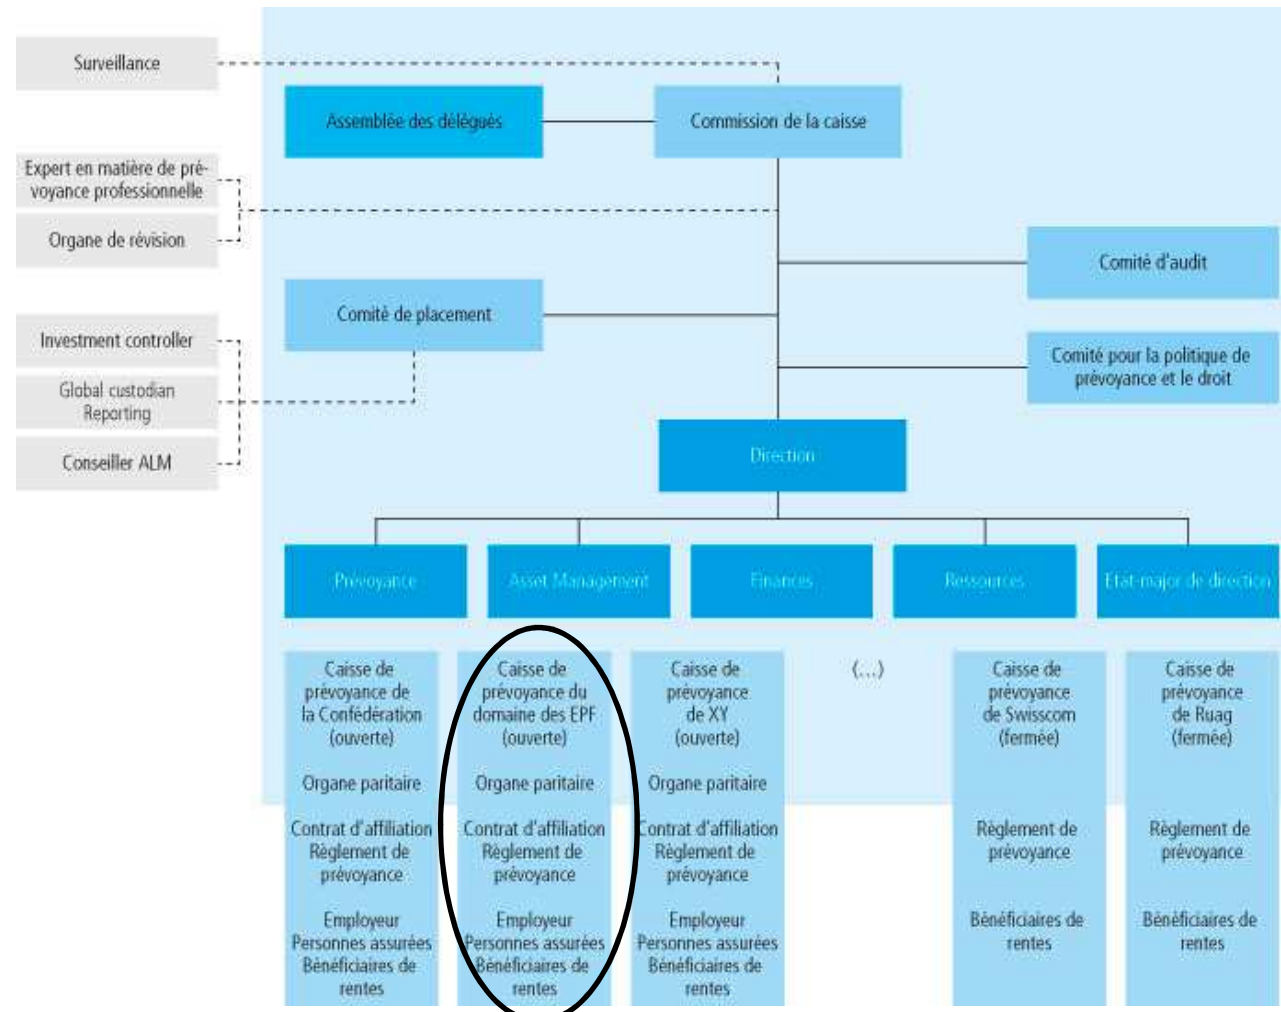 Surveillance
Assemblée des délégués
Commission de la caisse
Expert en matière de pré-
voyance professionnelle
Organe de révision
Comité d'audit
Comité de placement
Investment controller
Global custodian
Reporting
Conseiller ALM
Comité pour la politique de
prévoyance et le droit
Direction
Prévoyance
Asset Management
Finances
Ressources
Etat-major de direction
Caisse de
prévoyance de
la Confédération
(ouverte)
Organe paritaire
Contrat d'affiliation
Règlement de
prévoyance
Employeur
Personnes assurées
Bénéficiaires de
rentes
Caisse de
prévoyance du
domaine des EPF
(ouverte)
Organe paritaire
Contrat d'affiliation
Règlement de
prévoyance
Employeur
Personnes assurées
Bénéficiaires de
rentes
Caisse de
prévoyance
de XY
(ouverte)
Organe paritaire
Contrat d'affiliation
Règlement de
prévoyance
Employeur
Personnes assurées
Bénéficiaires de
rentes
(...)
Caisse de
prévoyance
de Swisscom
(fermée)
Règlement de
prévoyance
Bénéficiaires de
rentes
Caisse de
prévoyance
de Ruag
(fermée)
Règlement de
prévoyance
Bénéficiaires de
rentes